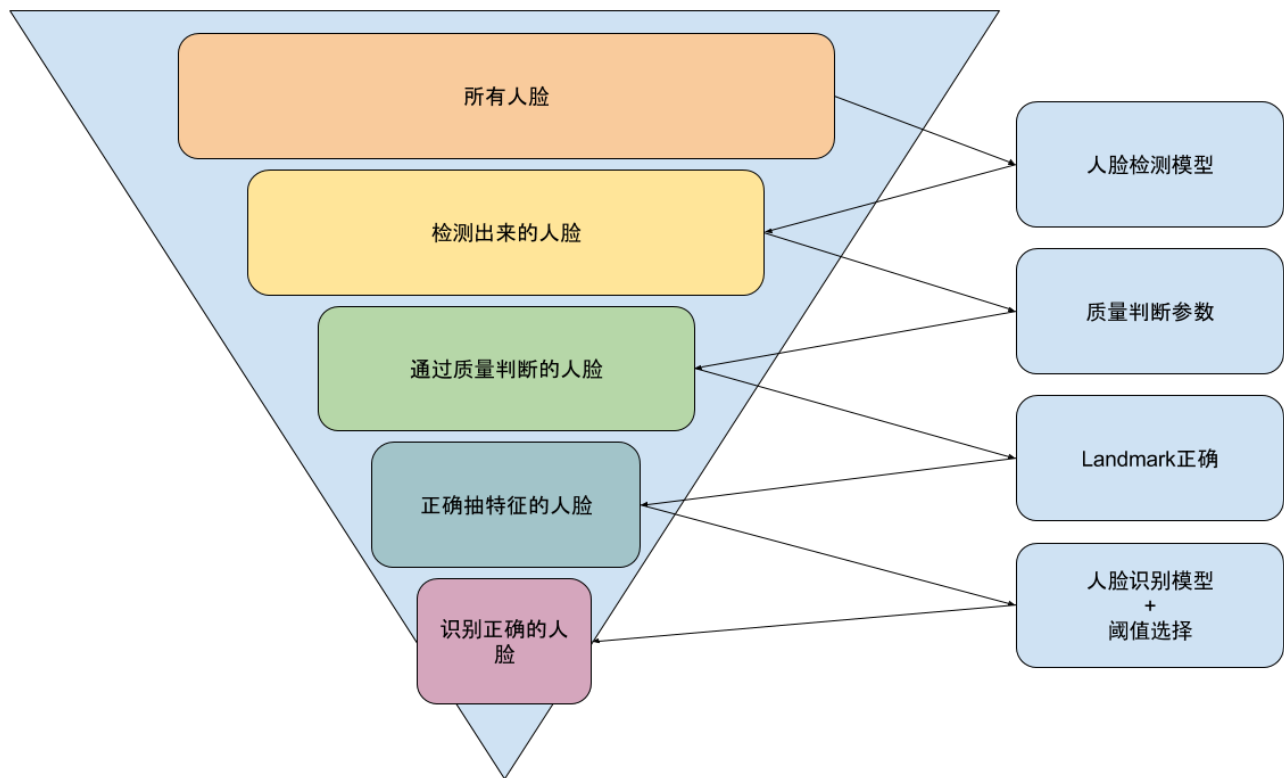 所有人脸
人脸检测模型
检测出来的人脸
质量判断参数
通过质量判断的人脸
Landmark正确
正确抽特征的人脸
人脸识别模型
+
阈值选择
识别正确的人
脸